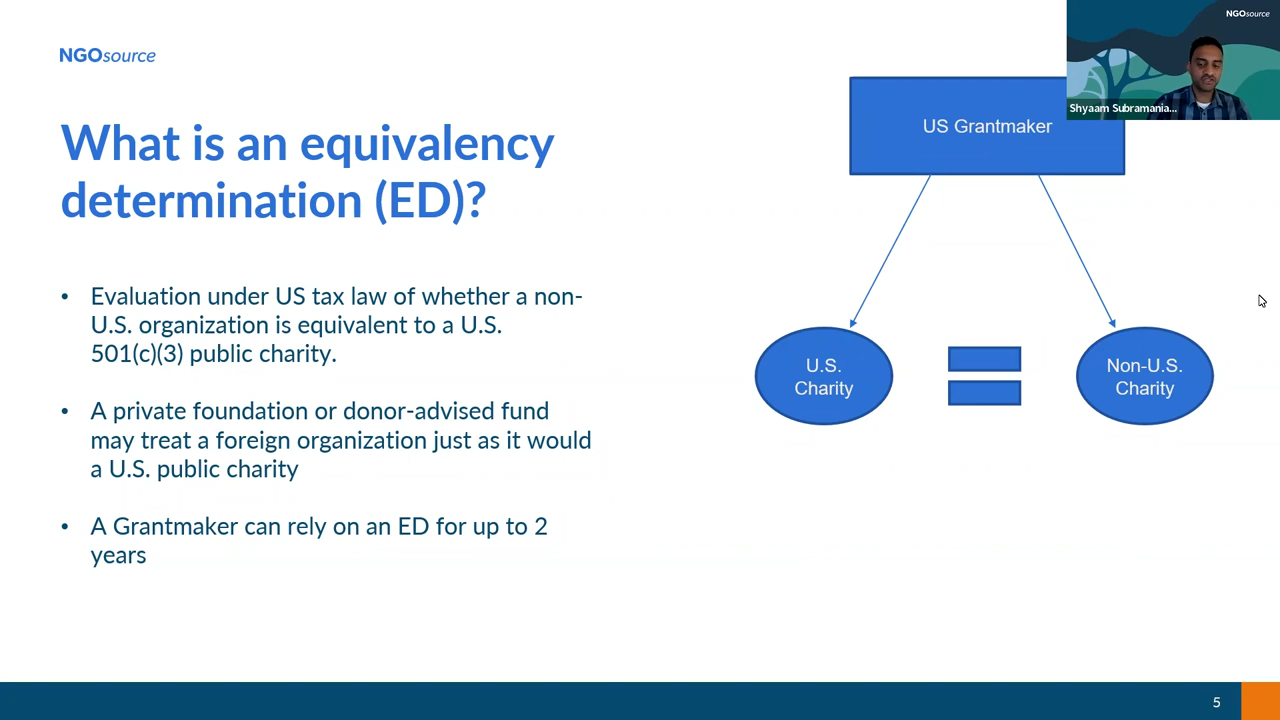 NGOsource
NGOsource
Shyaam Subramania...
What is an equivalency
determination (ED)?
US Grantmaker
• Evaluation under US tax law of whether a non-
U.S. organization is equivalent to a U.S.
501(c)(3) public charity.
• A private foundation or donor-advised fund
may treat a foreign organization just as it would
a U.S. public charity
• A Grantmaker can rely on an ED for up to 2
years
U.S.
Charity
Non-U.S.
Charity
5